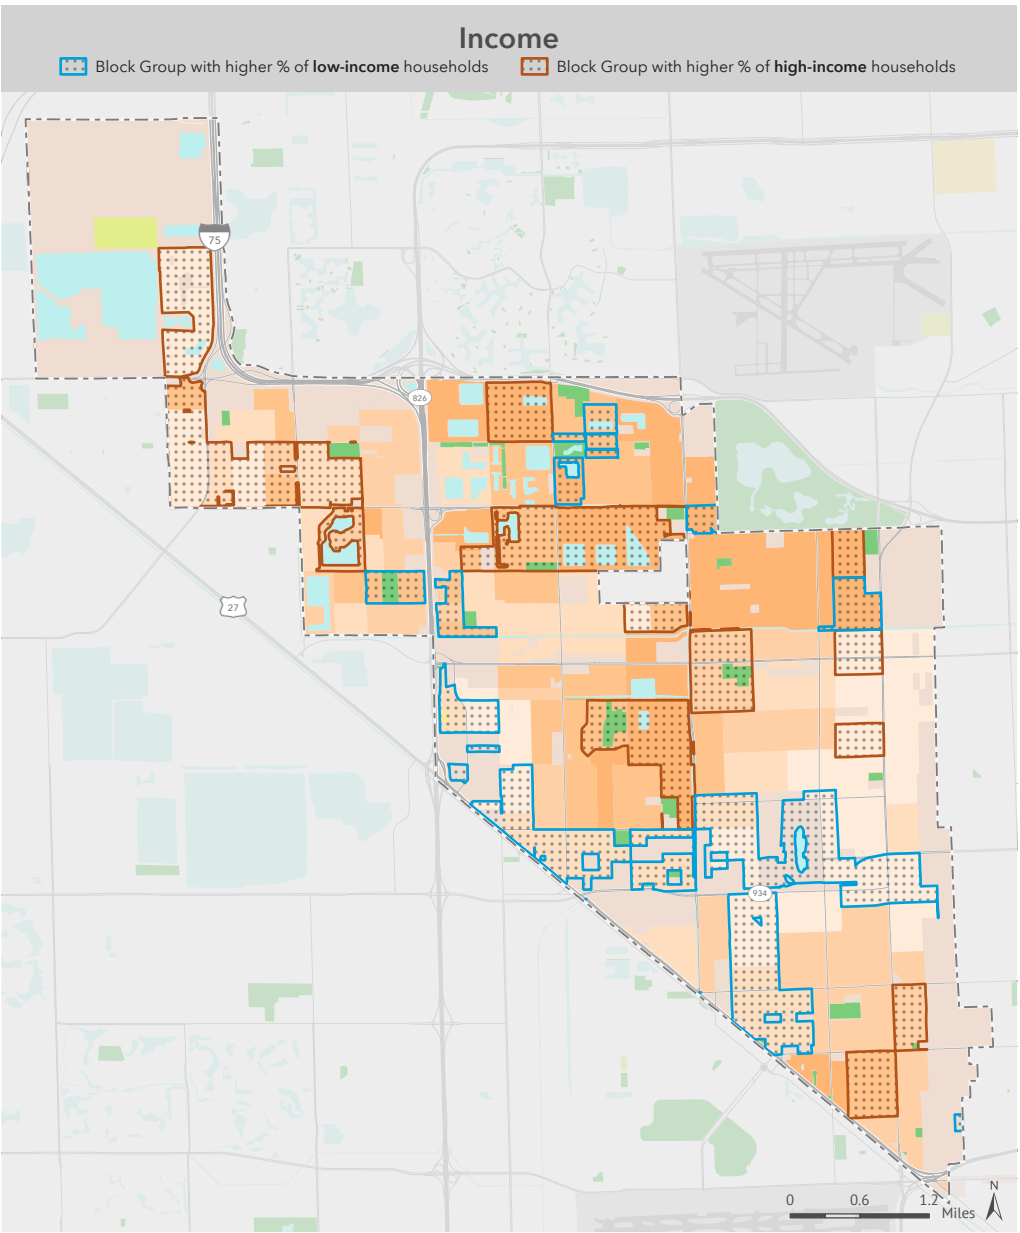 Income
Block Group with higher % of low-income households
Block Group with higher % of high-income households
75
826
27
934
N
0 0.6 1.2
Miles